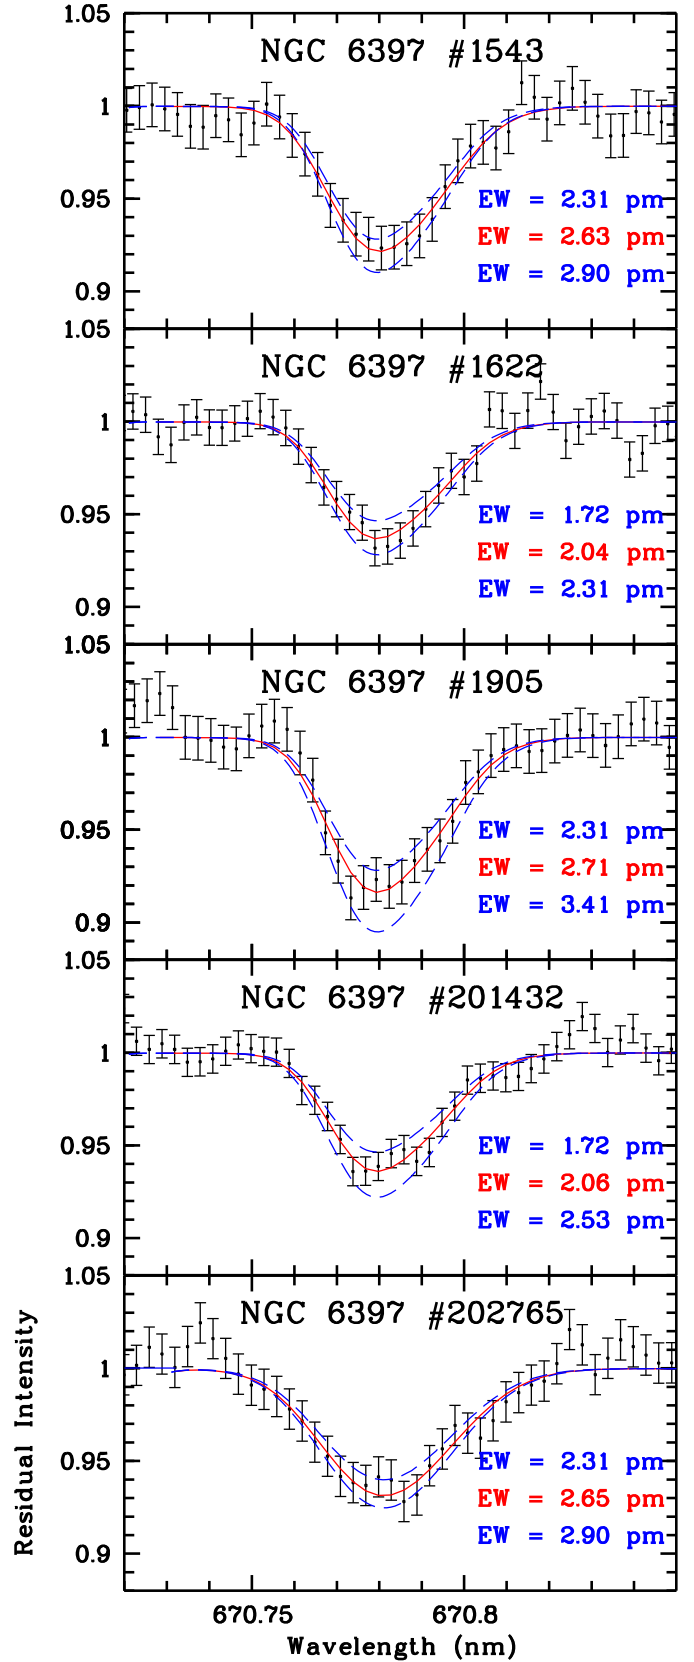 1.05
NGC 6397 #1543
1
0.95
EW = 2.31 pm
EW = 2.63 pm
EW = 2.90 pm
0.9
1.05
NGC 6397 #1622
1
0.95
EW = 1.72 pm
EW = 2.04 pm
EW = 2.31 pm
0.9
1.05
NGC 6397 #1905
1
0.95
EW = 2.31 pm
EW = 2.71 pm
EW = 3.41 pm
0.9
1.05
NGC 6397 #201432
1
0.95
EW = 1.72 pm
EW = 2.06 pm
EW = 2.53 pm
0.9
1.05
NGC 6397 #202765
1
0.95
EW = 2.31 pm
EW = 2.65 pm
EW = 2.90 pm
0.9
Residual Intensity
670.75 670.8
Wavelength (nm)